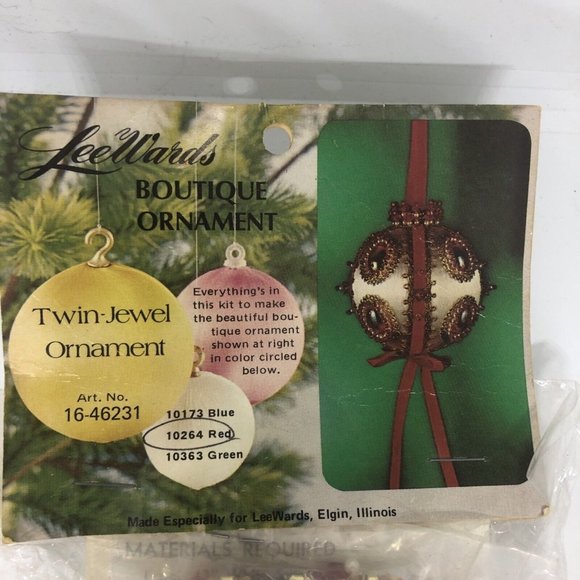 LeeWards
BOUTIQUE
ORNAMENT
Twin-Jewel
Ornament
Art. No.
16-46231
Everything's in
this kit to make
the beautiful bou-
tique ornament
shown at right
in color circled
below.
10173 Blue
10264 Red
10363 Green
Made Especially for LeeWards, Elgin, Illinois
MATERIALS REQUIRED